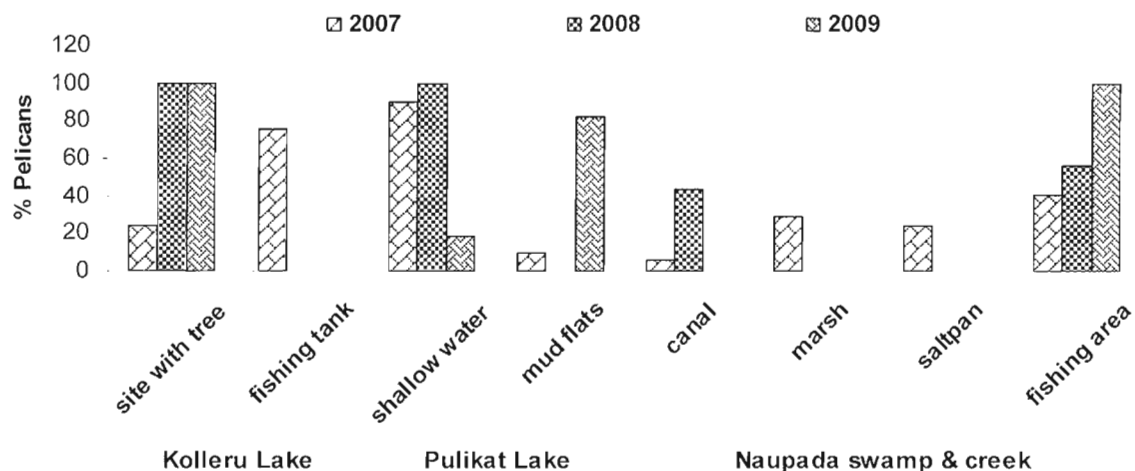 2007 2008 2009
120
100
80
60
40
20
0
% Pelicans
site with tree
fishing tank
shallow water
mud flats
canal
marsh
saltpan
fishing area
Kolleru Lake Pulikat Lake Naupada swamp & creek